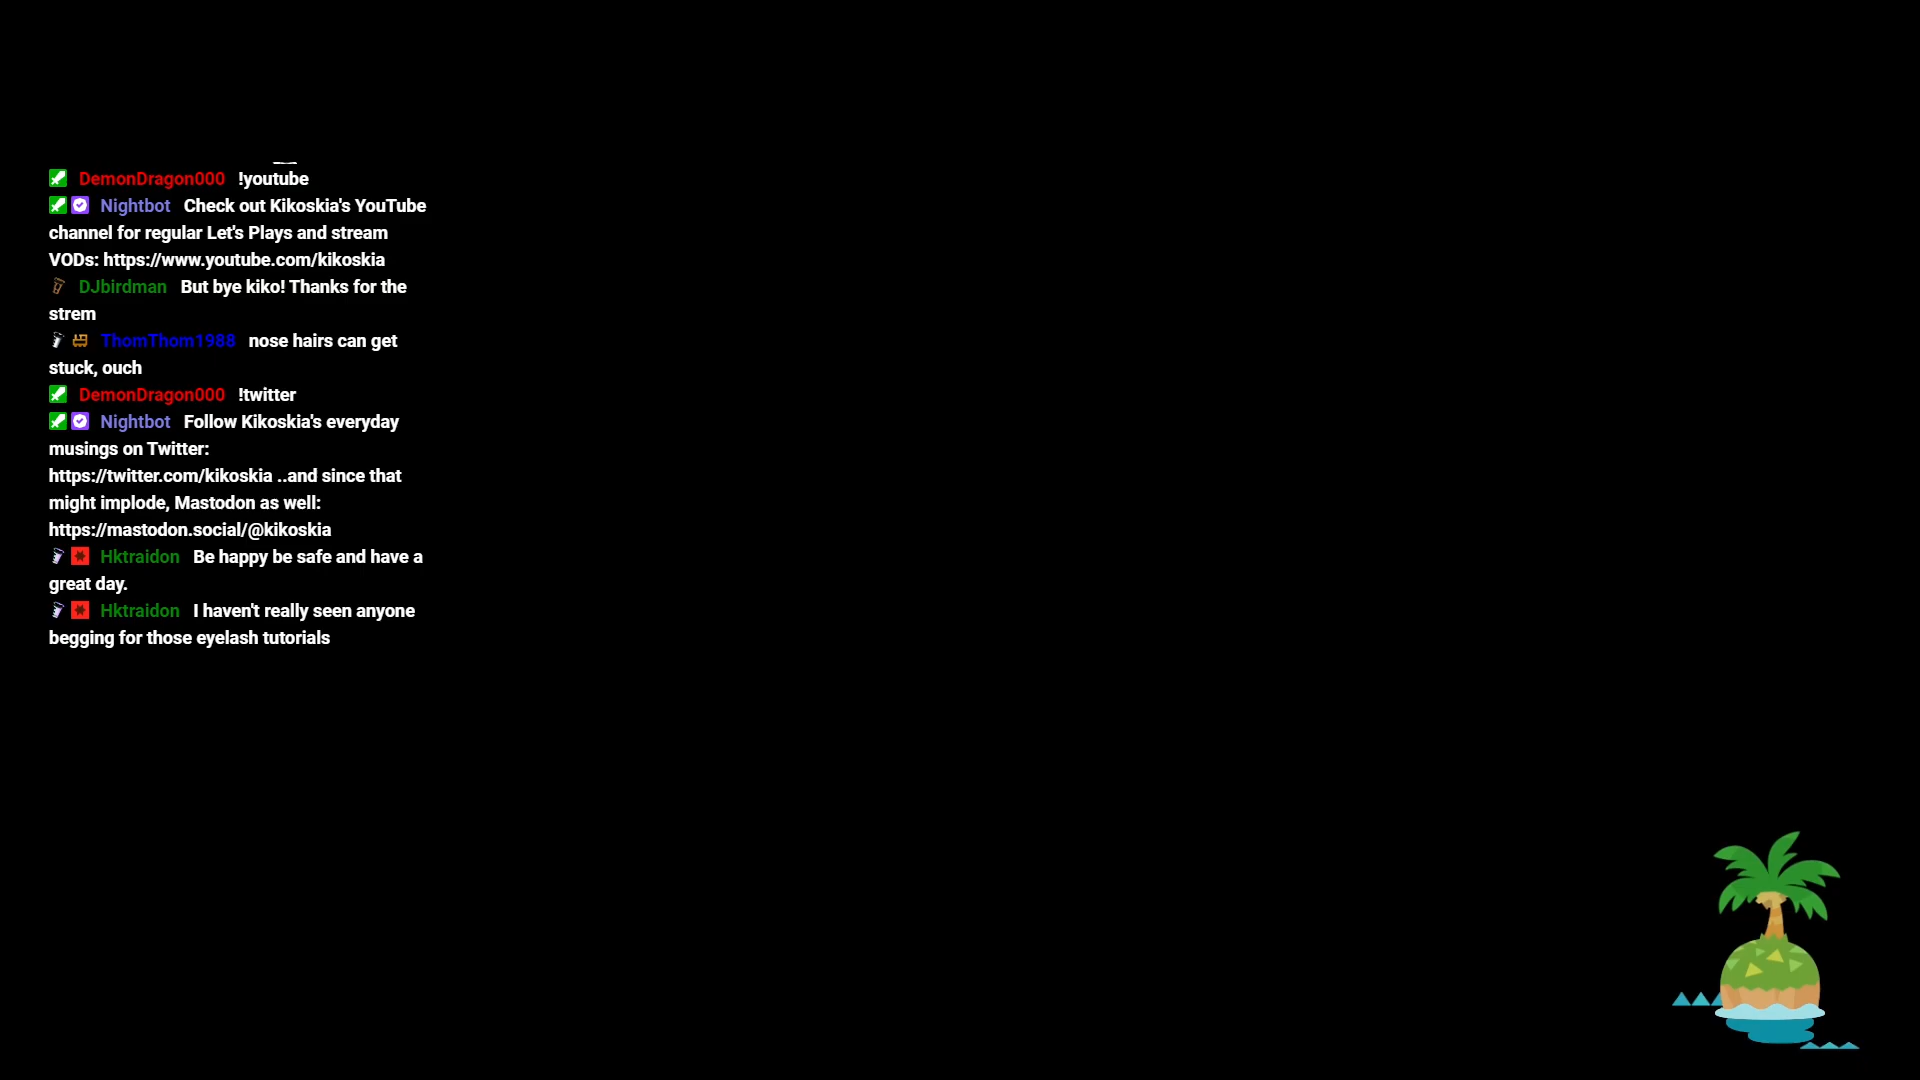 DemonDragon000 !youtube
Nightbot Check out Kikoskia's YouTube
channel for regular Let's Plays and stream
VODs: https://www.youtube.com/kikoskia
DJbirdman But bye kiko! Thanks for the
strem
ThomThom1988 nose hairs can get
stuck, ouch
DemonDragon000 !twitter
Nightbot Follow Kikoskia's everyday
musings on Twitter:
https://twitter.com/kikoskia ..and since that
might implode, Mastodon as well:
https://mastodon.social/@kikoskia
Hktraidon Be happy be safe and have a
great day.
Hktraidon I haven't really seen anyone
begging for those eyelash tutorials